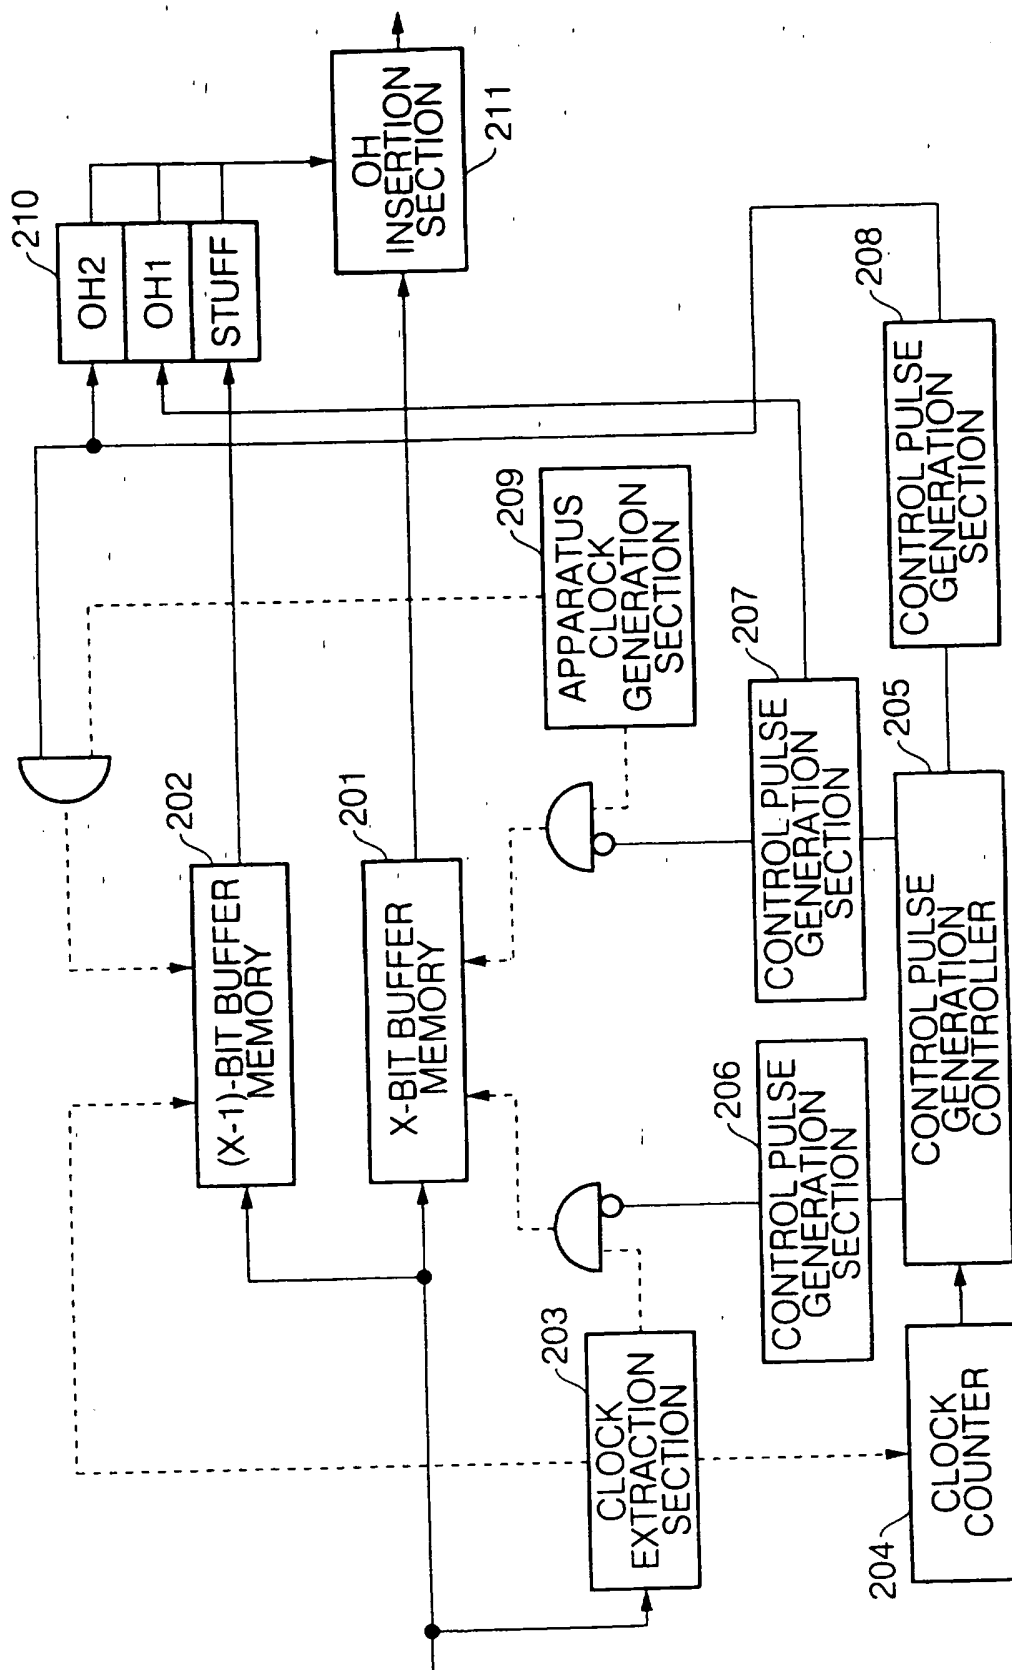 210
OH2
OH1
STUFF
OH
INSERTION
SECTION
211
202
(X-1)-BIT BUFFER
MEMORY
201
X-BIT BUFFER
MEMORY
209
APPARATUS
CLOCK
GENERATION
SECTION
203
CLOCK
EXTRACTION
SECTION
206
CONTROL PULSE
GENERATION
SECTION
207
CONTROL PULSE
GENERATION
SECTION
208
CONTROL PULSE
GENERATION
SECTION
204
CLOCK
COUNTER
205
CONTROL PULSE
GENERATION
CONTROLLER